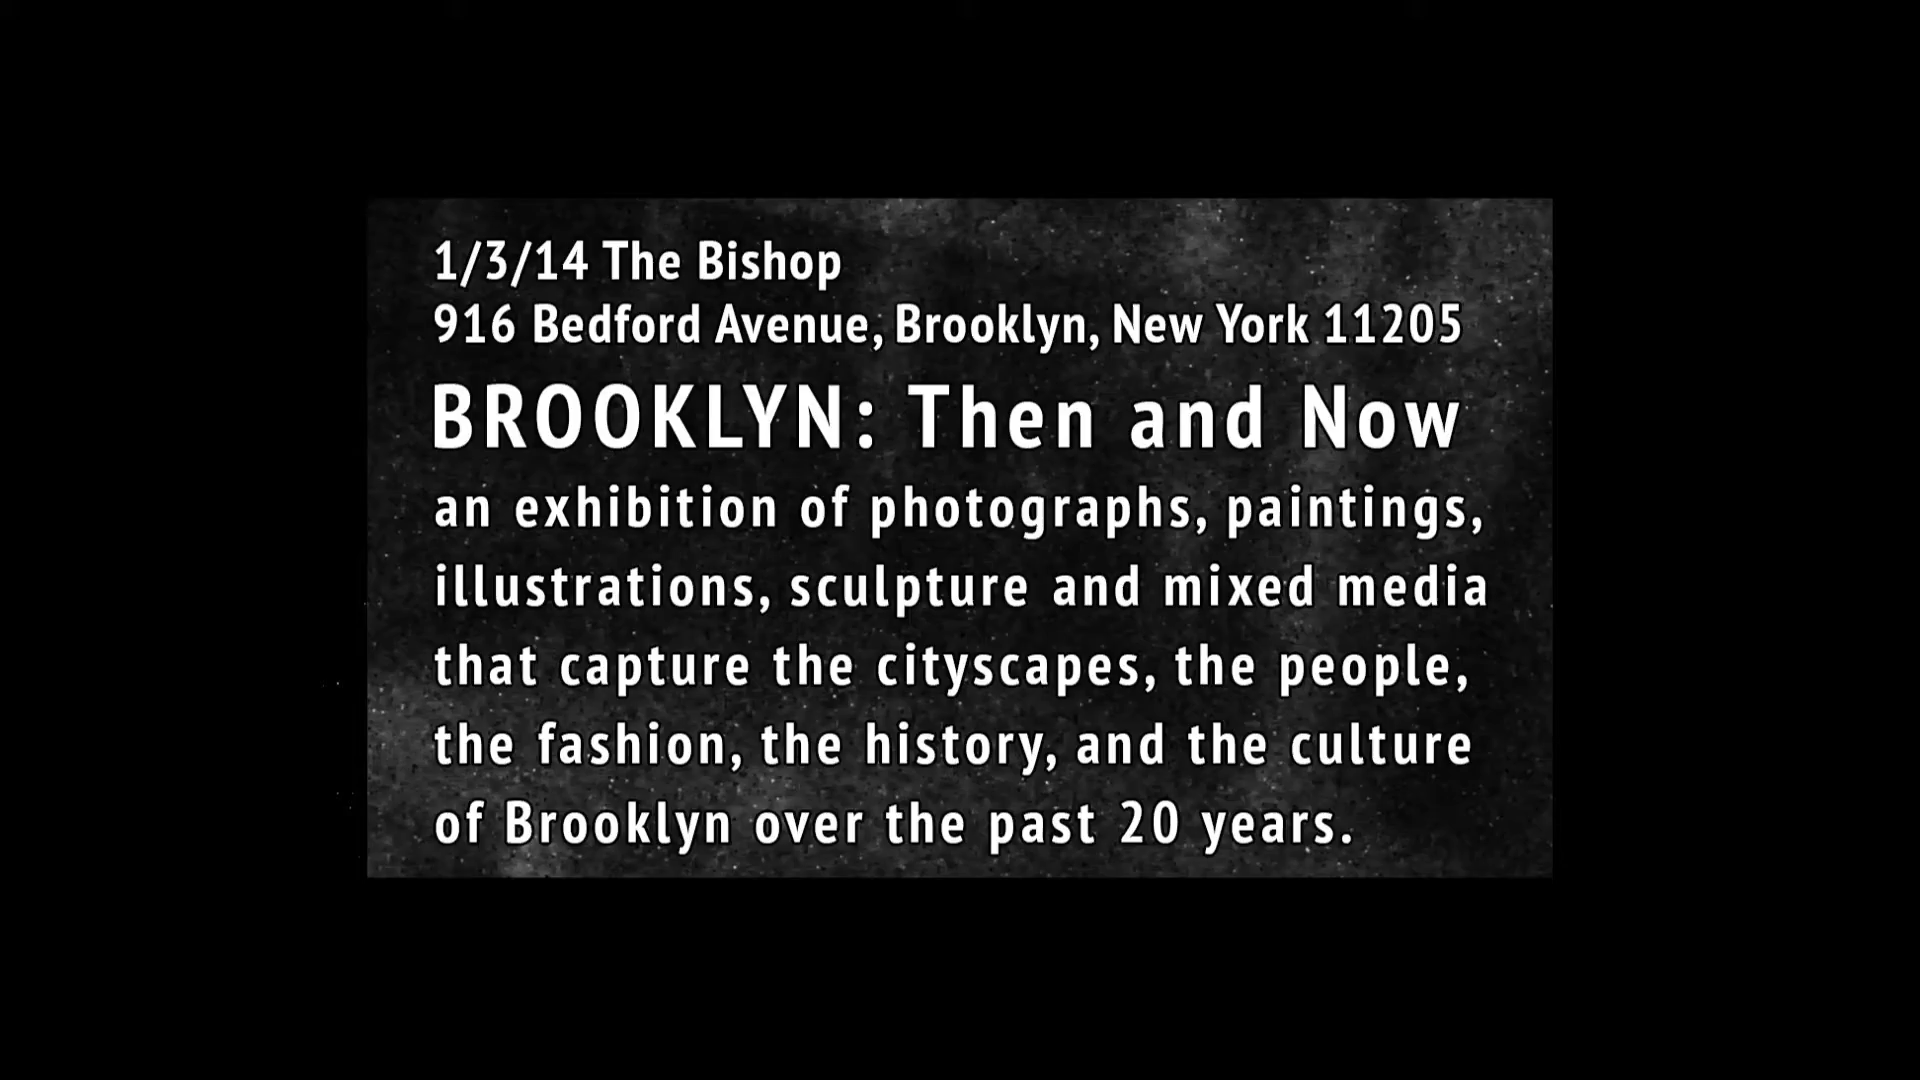 1/3/14 The Bishop
916 Bedford Avenue, Brooklyn, New York 11205
BROOKLYN: Then and Now
an exhibition of photographs, paintings,
illustrations, sculpture and mixed media
that capture the cityscapes, the people,
the fashion, the history, and the culture
of Brooklyn over the past 20 years.